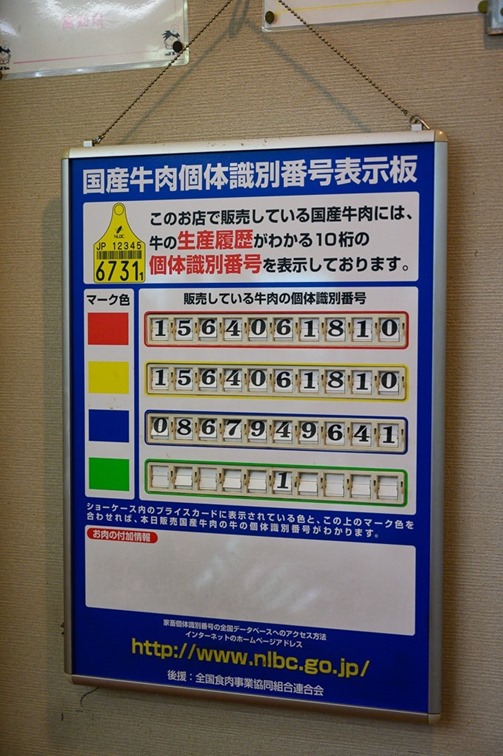 国産牛肉個体識別番号表示板
NLBC
JP 12345
6731 1
このお店で販売している国産牛肉には、
牛の生産履歴がわかる10桁の
個体識別番号を表示しております。
マーク色
販売している牛肉の個体識別番号
1564061810
1564061810
0867949641
1
ショーケース内のプライスカードに表示されている色と、この上のマーク色を
合わせれば、本日販売国産牛肉の牛の個体識別番号がわかります。
お肉の付加情報
家畜個体識別番号の全国データベースへのアクセス方法
インターネットのホームページアドレス
http://www.nlbc.go.jp/
後援：全国食肉事業協同組合連合会